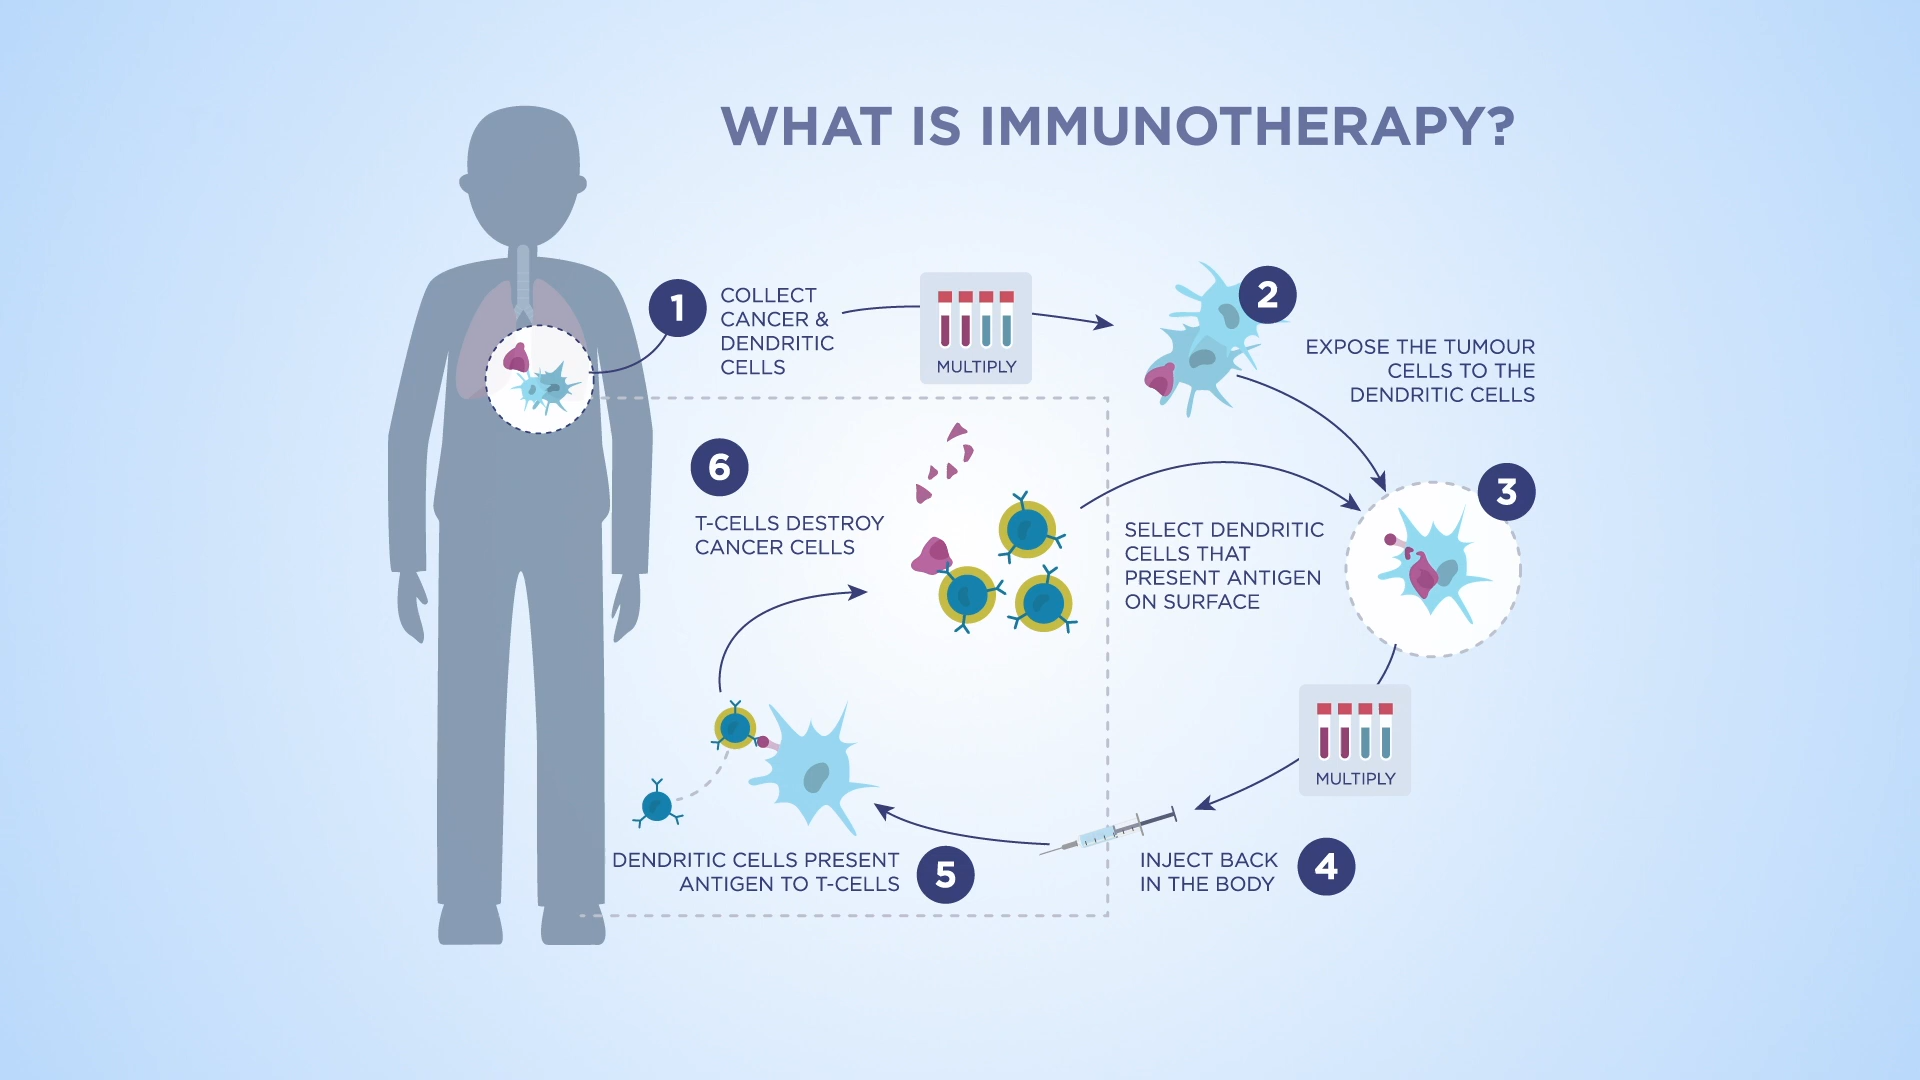 WHAT IS IMMUNOTHERAPY?
1
COLLECT
CANCER &
DENDRITIC
CELLS
MULTIPLY
2
EXPOSE THE TUMOUR
CELLS TO THE
DENDRITIC CELLS
3
SELECT DENDRITIC
CELLS THAT
PRESENT ANTIGEN
ON SURFACE
MULTIPLY
4
INJECT BACK
IN THE BODY
5
DENDRITIC CELLS PRESENT
ANTIGEN TO T-CELLS
6
T-CELLS DESTROY
CANCER CELLS